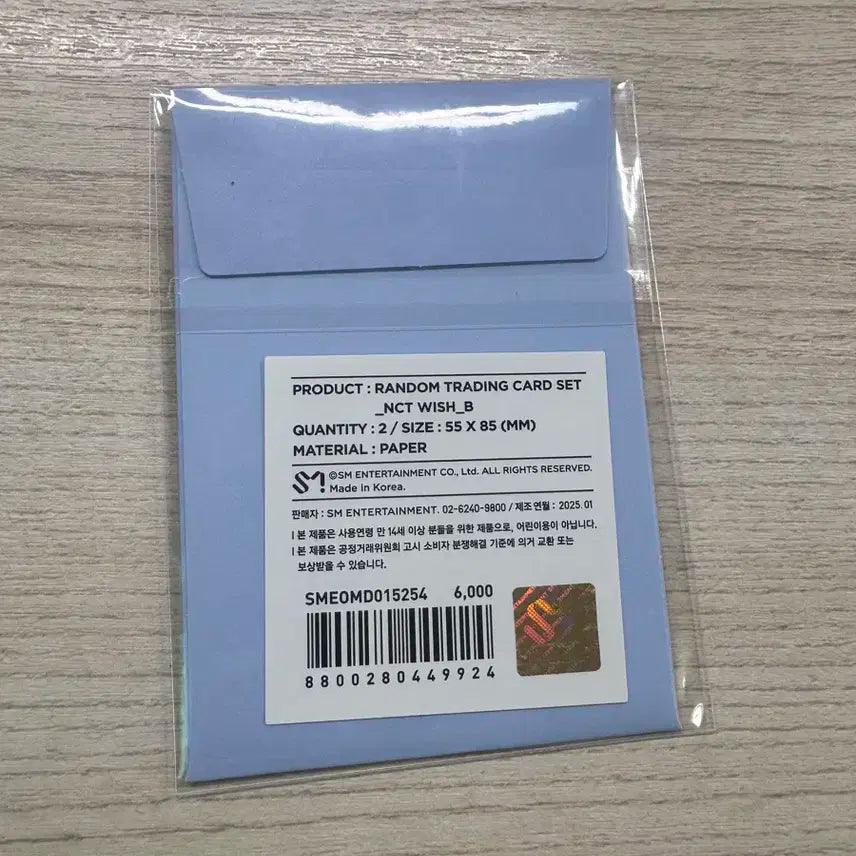 PRODUCT : RANDOM TRADING CARD SET
_NCT WISH_B
QUANTITY : 2 / SIZE : 55 X 85 (MM)
MATERIAL : PAPER
SM ©SM ENTERTAINMENT CO., Ltd. ALL RIGHTS RESERVED.
Made in Korea.
판매자 : SM ENTERTAINMENT. 02-6240-9800 / 제조연월 : 2025.01
| 본 제품은 사용연령 만 14세 이상 분들을 위한 제품으로, 어린이용이 아닙니다.
| 본 제품은 공정거래위원회 고시 소비자 분쟁해결 기준에 의거 교환 또는
보상받을 수 있습니다.
SMEOMD015254 6,000
8800280449924